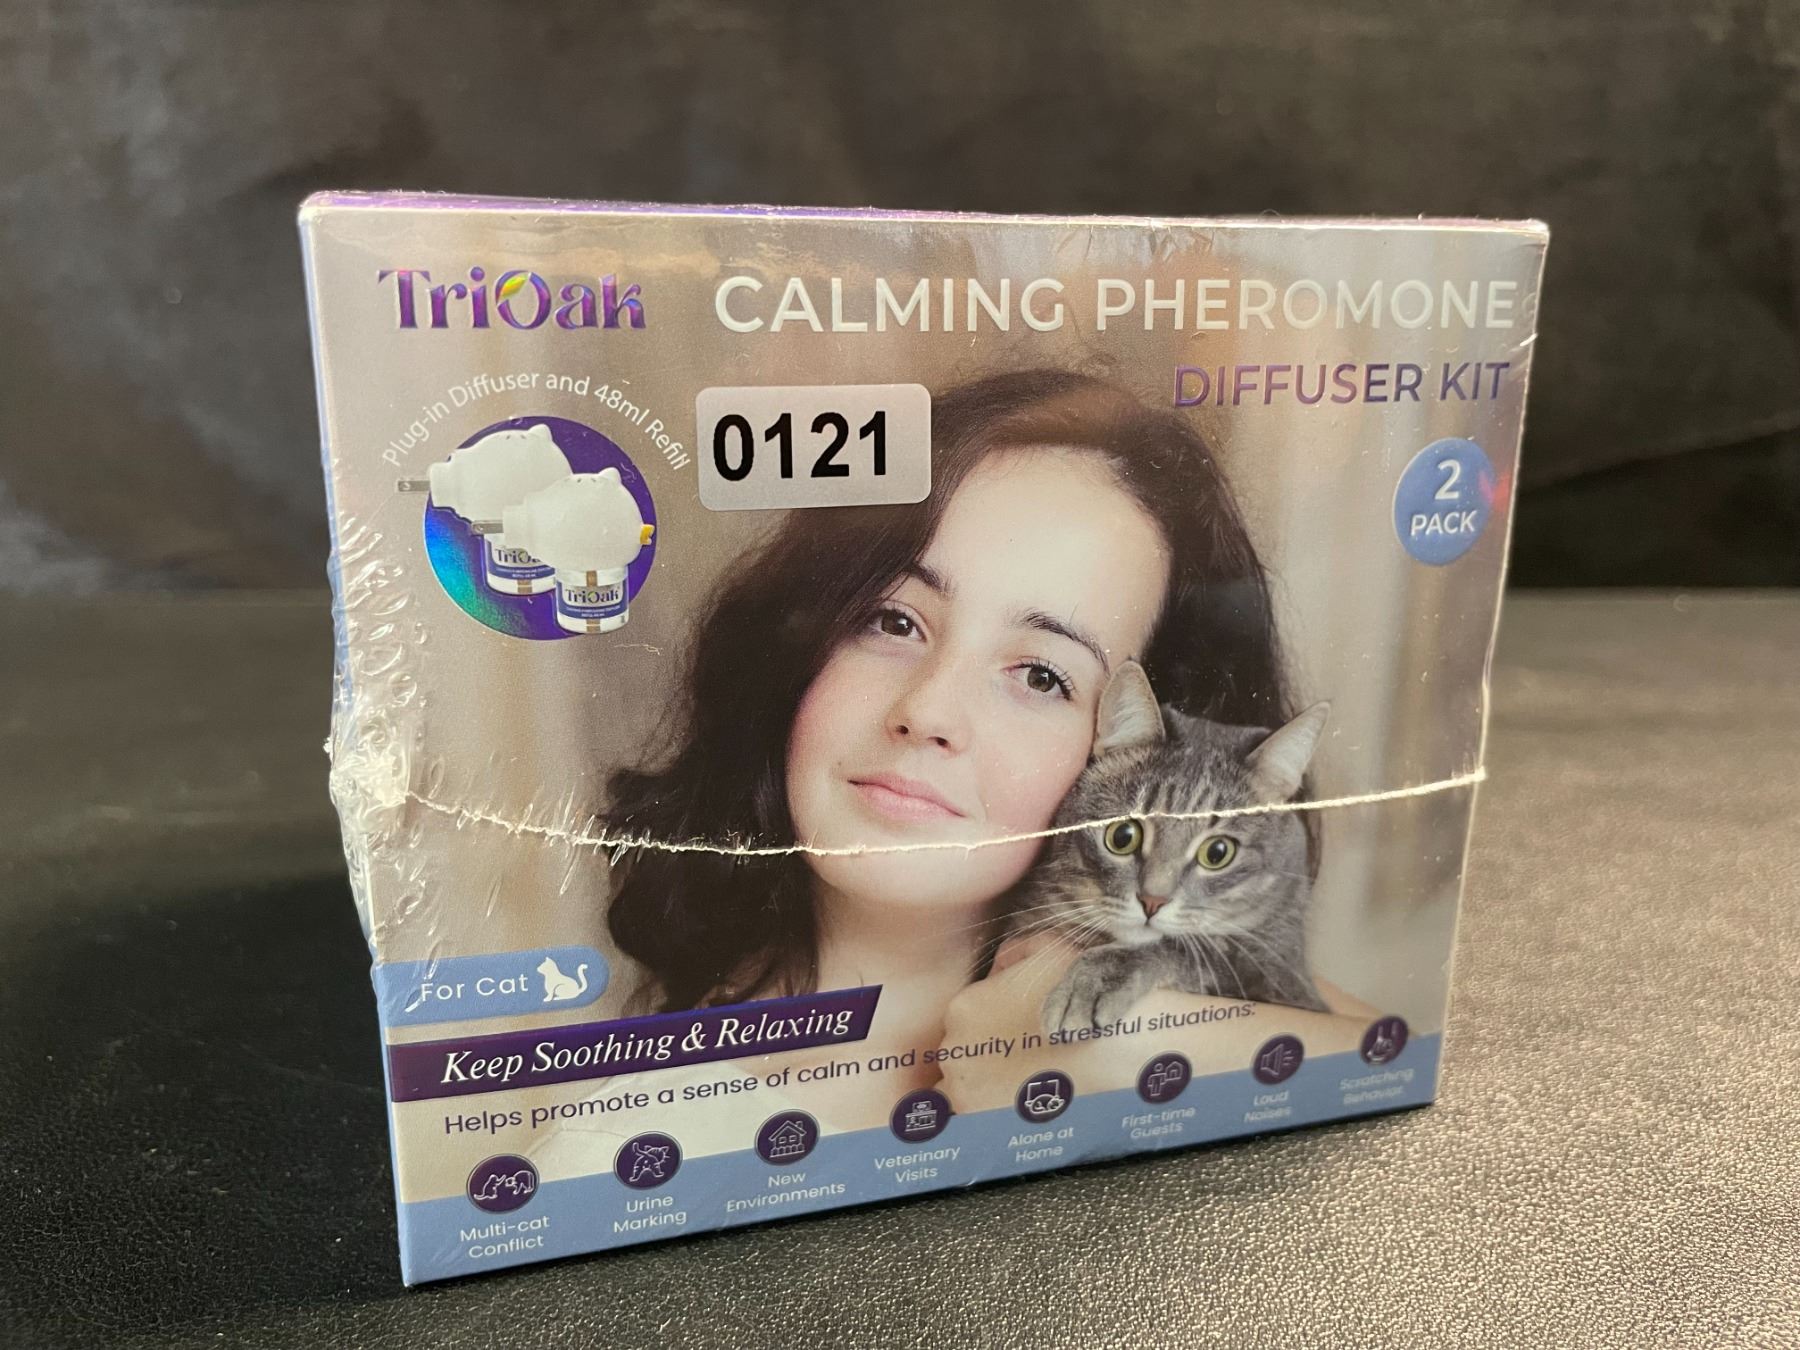 TriOak
CALMING PHEROMONE
DIFFUSER KIT
Plug-in Diffuser and 48ml Refill
0121
2
PACK
TriOak
For Cat
Keep Soothing & Relaxing
Helps promote a sense of calm and security in stressful situations:
Multi-cat
Conflict
Urine
Marking
New
Environments
Veterinary
Visits
Alone at
Home
First-time
Guests
Loud
Noises
Scratching
Behavior